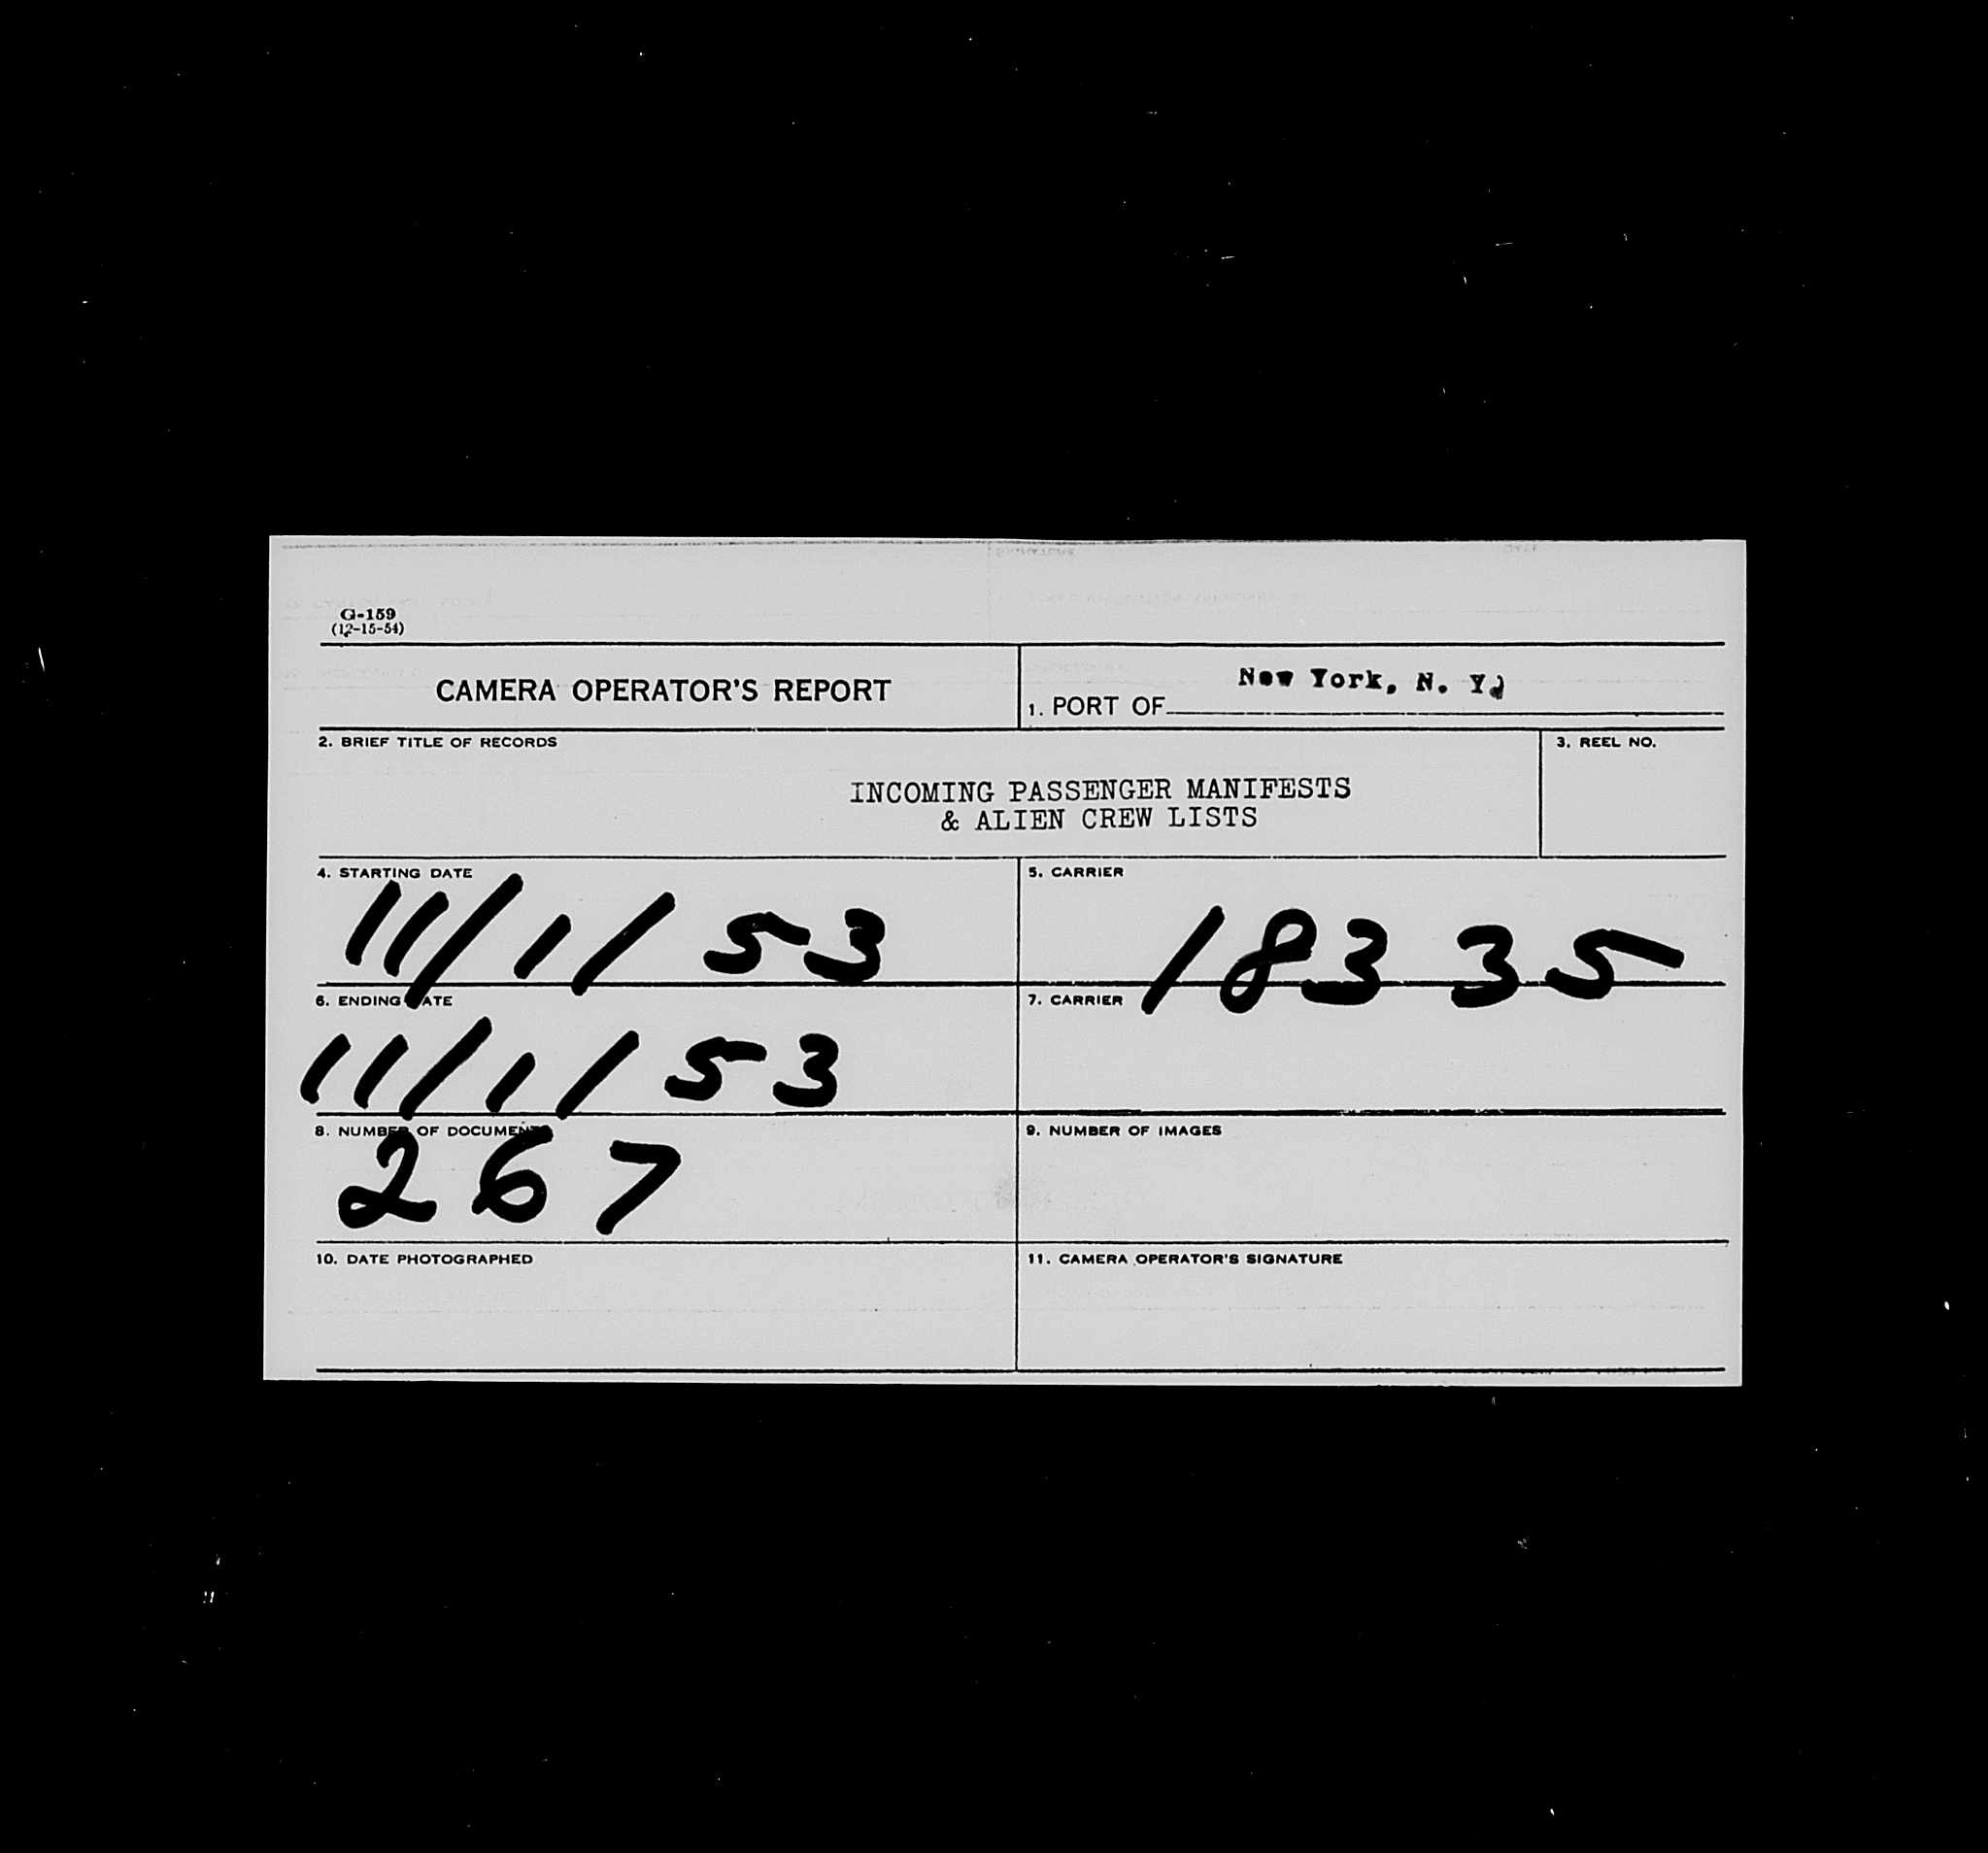 G-159
(12-15-54)
CAMERA OPERATOR'S REPORT
1. PORT OF New York, N. Y.
2. BRIEF TITLE OF RECORDS
3. REEL NO.
INCOMING PASSENGER MANIFESTS
& ALIEN CREW LISTS
4. STARTING DATE
11/1/53
5. CARRIER
18335
6. ENDING DATE
11/1/53
7. CARRIER
8. NUMBER OF DOCUMENTS
267
9. NUMBER OF IMAGES
10. DATE PHOTOGRAPHED
11. CAMERA OPERATOR'S SIGNATURE